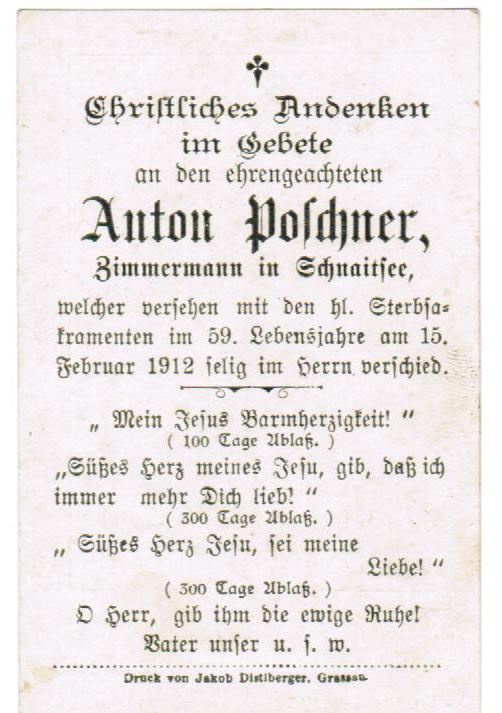 Christliches Andenken
im Gebete
an den ehrengeachteten
Anton Poschner,
Zimmermann in Schnaitsee,
welcher versehen mit den hl. Sterbsa-
kramenten im 59. Lebensjahre am 15.
Februar 1912 selig im Herrn verschied.
„ Mein Jesus Barmherzigkeit! “
( 100 Tage Ablaß. )
„Süßes Herz meines Jesu, gib, daß ich
immer mehr Dich lieb! “
( 300 Tage Ablaß. )
„ Süßes Herz Jesu, sei meine
Liebe! “
( 300 Tage Ablaß. )
O Herr, gib ihm die ewige Ruhe!
Vater unser u. s. w.
Druck von Jakob Distlberger, Grassau.